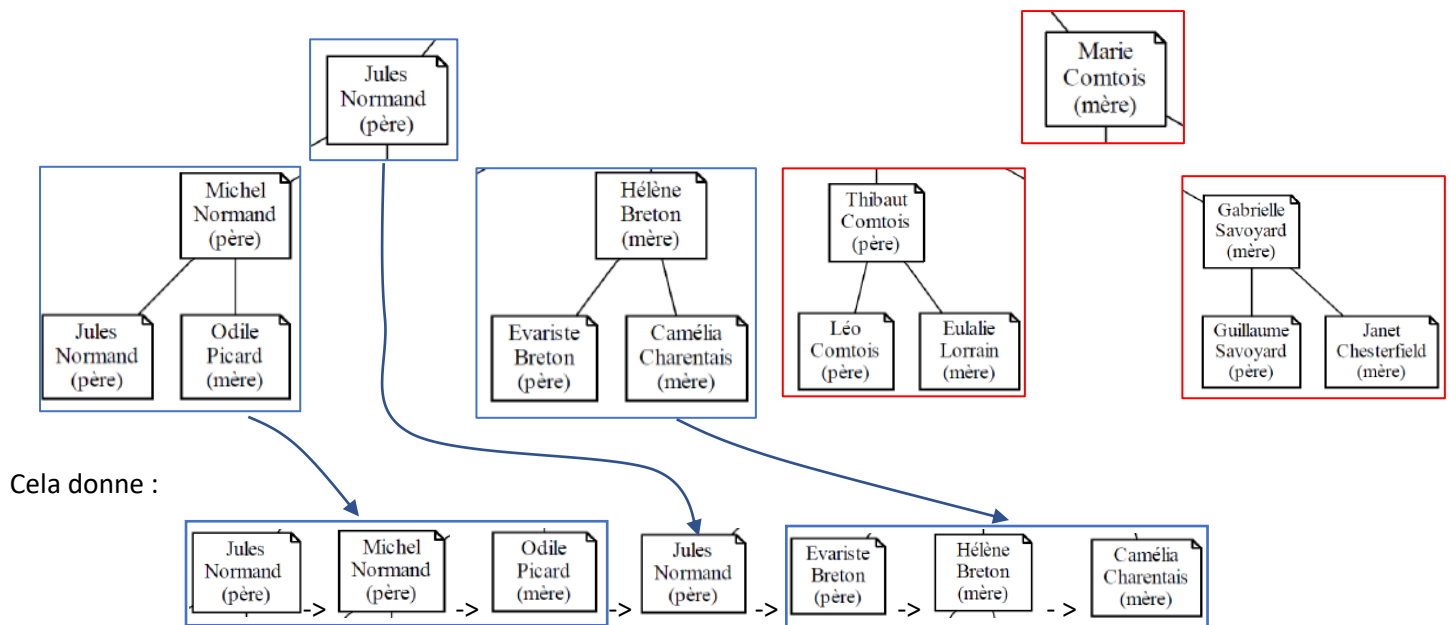 Jules
Normand
(père)
Marie
Comtois
(mère)
Michel
Normand
(père)
Jules
Normand
(père)
Odile
Picard
(mère)
Hélène
Breton
(mère)
Evariste
Breton
(père)
Camélia
Charentais
(mère)
Thibaut
Comtois
(père)
Léo
Comtois
(père)
Eulalie
Lorrain
(mère)
Gabrielle
Savoyard
(mère)
Guillaume
Savoyard
(père)
Janet
Chesterfield
(mère)
Cela donne :
Jules
Normand
(père)
->
Michel
Normand
(père)
->
Odile
Picard
(mère)
->
Jules
Normand
(père)
->
Evariste
Breton
(père)
->
Hélène
Breton
(mère)
- >
Camélia
Charentais
(mère)